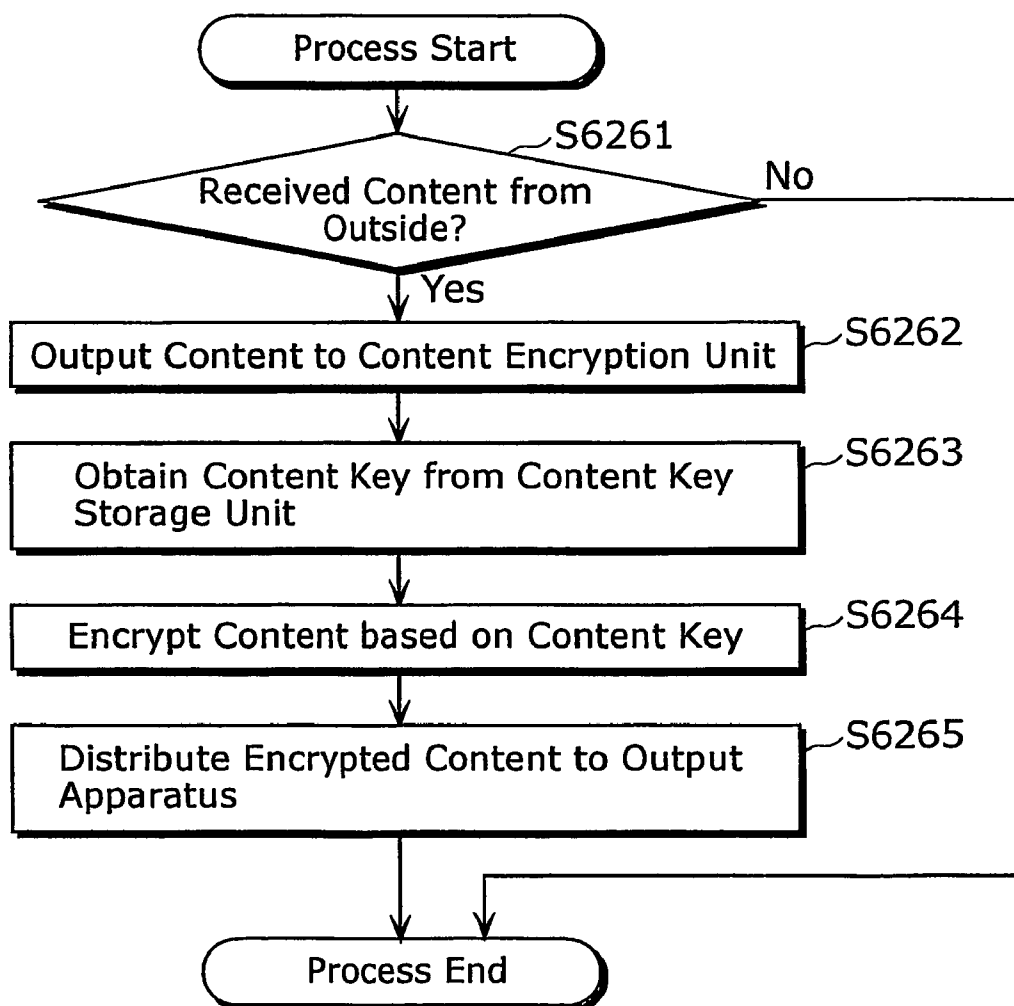 Process Start
S6261
Received Content from
Outside?
No
Yes
S6262
Output Content to Content Encryption Unit
S6263
Obtain Content Key from Content Key
Storage Unit
S6264
Encrypt Content based on Content Key
S6265
Distribute Encrypted Content to Output
Apparatus
Process End